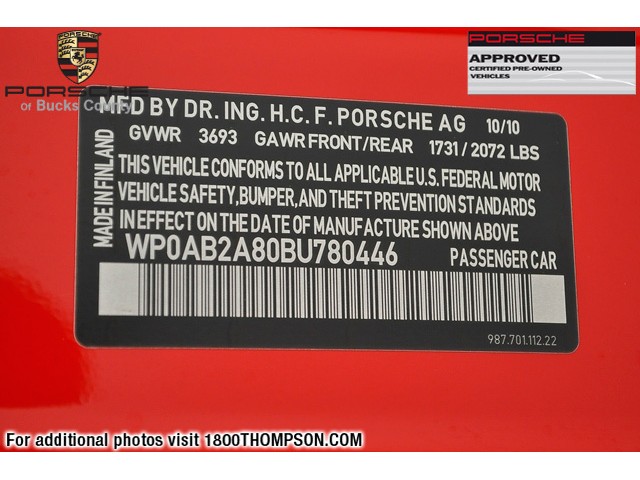 PORSCHE
PORSCHE
of Bucks County
PORSCHE
APPROVED
CERTIFIED PRE-OWNED
VEHICLES
MFD BY DR. ING. H.C. F. PORSCHE AG 10/10
GVWR 3693 GAWR FRONT/REAR 1731/2072 LBS
THIS VEHICLE CONFORMS TO ALL APPLICABLE U.S. FEDERAL MOTOR
VEHICLE SAFETY, BUMPER, AND THEFT PREVENTION STANDARDS
IN EFFECT ON THE DATE OF MANUFACTURE SHOWN ABOVE.
MADE IN FINLAND
WP0AB2A80BU780446
PASSENGER CAR
987.701.112.22
For additional photos visit 1800THOMPSON.COM